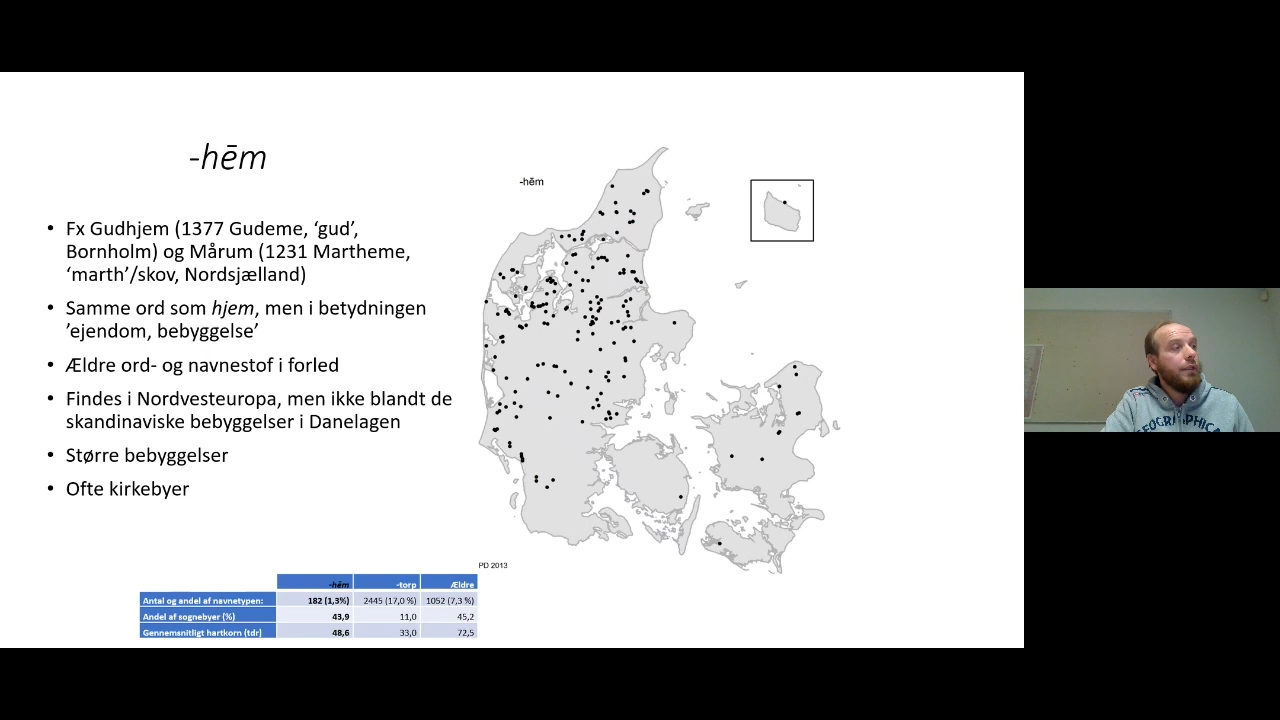 -hēm
• Fx Gudhjem (1377 Gudeme, ‘gud’,
Bornholm) og Mårum (1231 Martheme,
‘marth’/skov, Nordsjælland)
• Samme ord som hjem, men i betydningen
’ejendom, bebyggelse’
• Ældre ord- og navnestof i forled
• Findes i Nordvesteuropa, men ikke blandt de
skandinaviske bebyggelser i Danelagen
• Større bebyggelser
• Ofte kirkebyer
-hēm
PD 2013
-hēm -torp Ældre
Antal og andel af navnetypen: 182 (1,3%) 2445 (17,0 %) 1052 (7,3 %)
Andel af sognebyer (%) 43,9 11,0 45,2
Gennemsnitligt hartkorn (tdr) 48,6 33,0 72,5